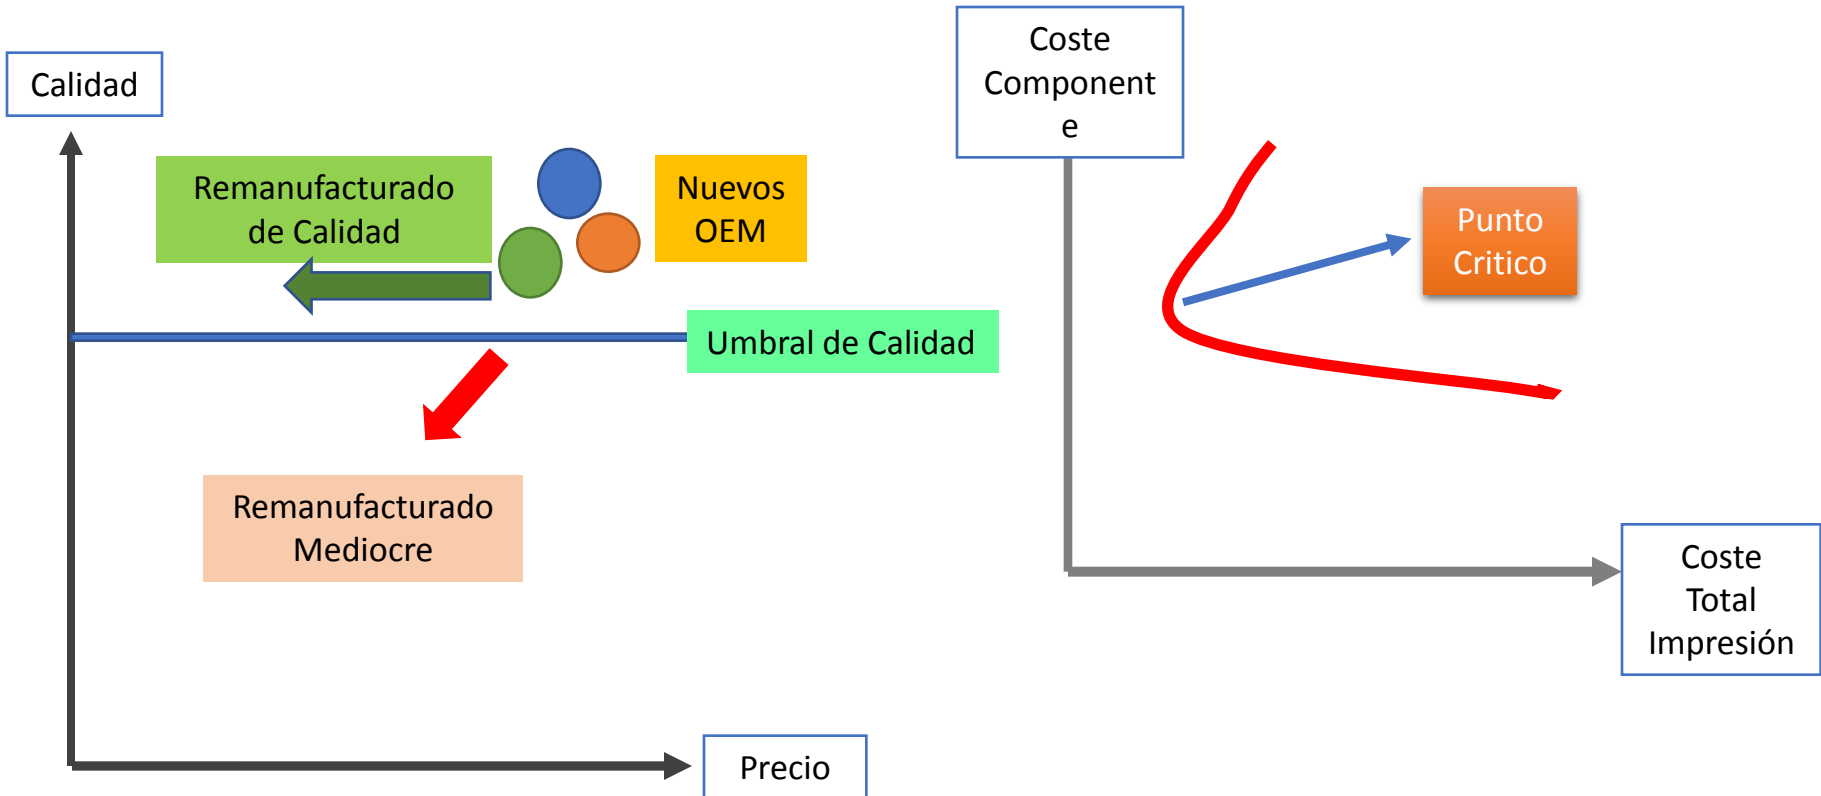 Calidad
Remanufacturado
de Calidad
Nuevos
OEM
Umbral de Calidad
Remanufacturado
Mediocre
Precio
Coste
Component
e
Punto
Critico
Coste
Total
Impresión